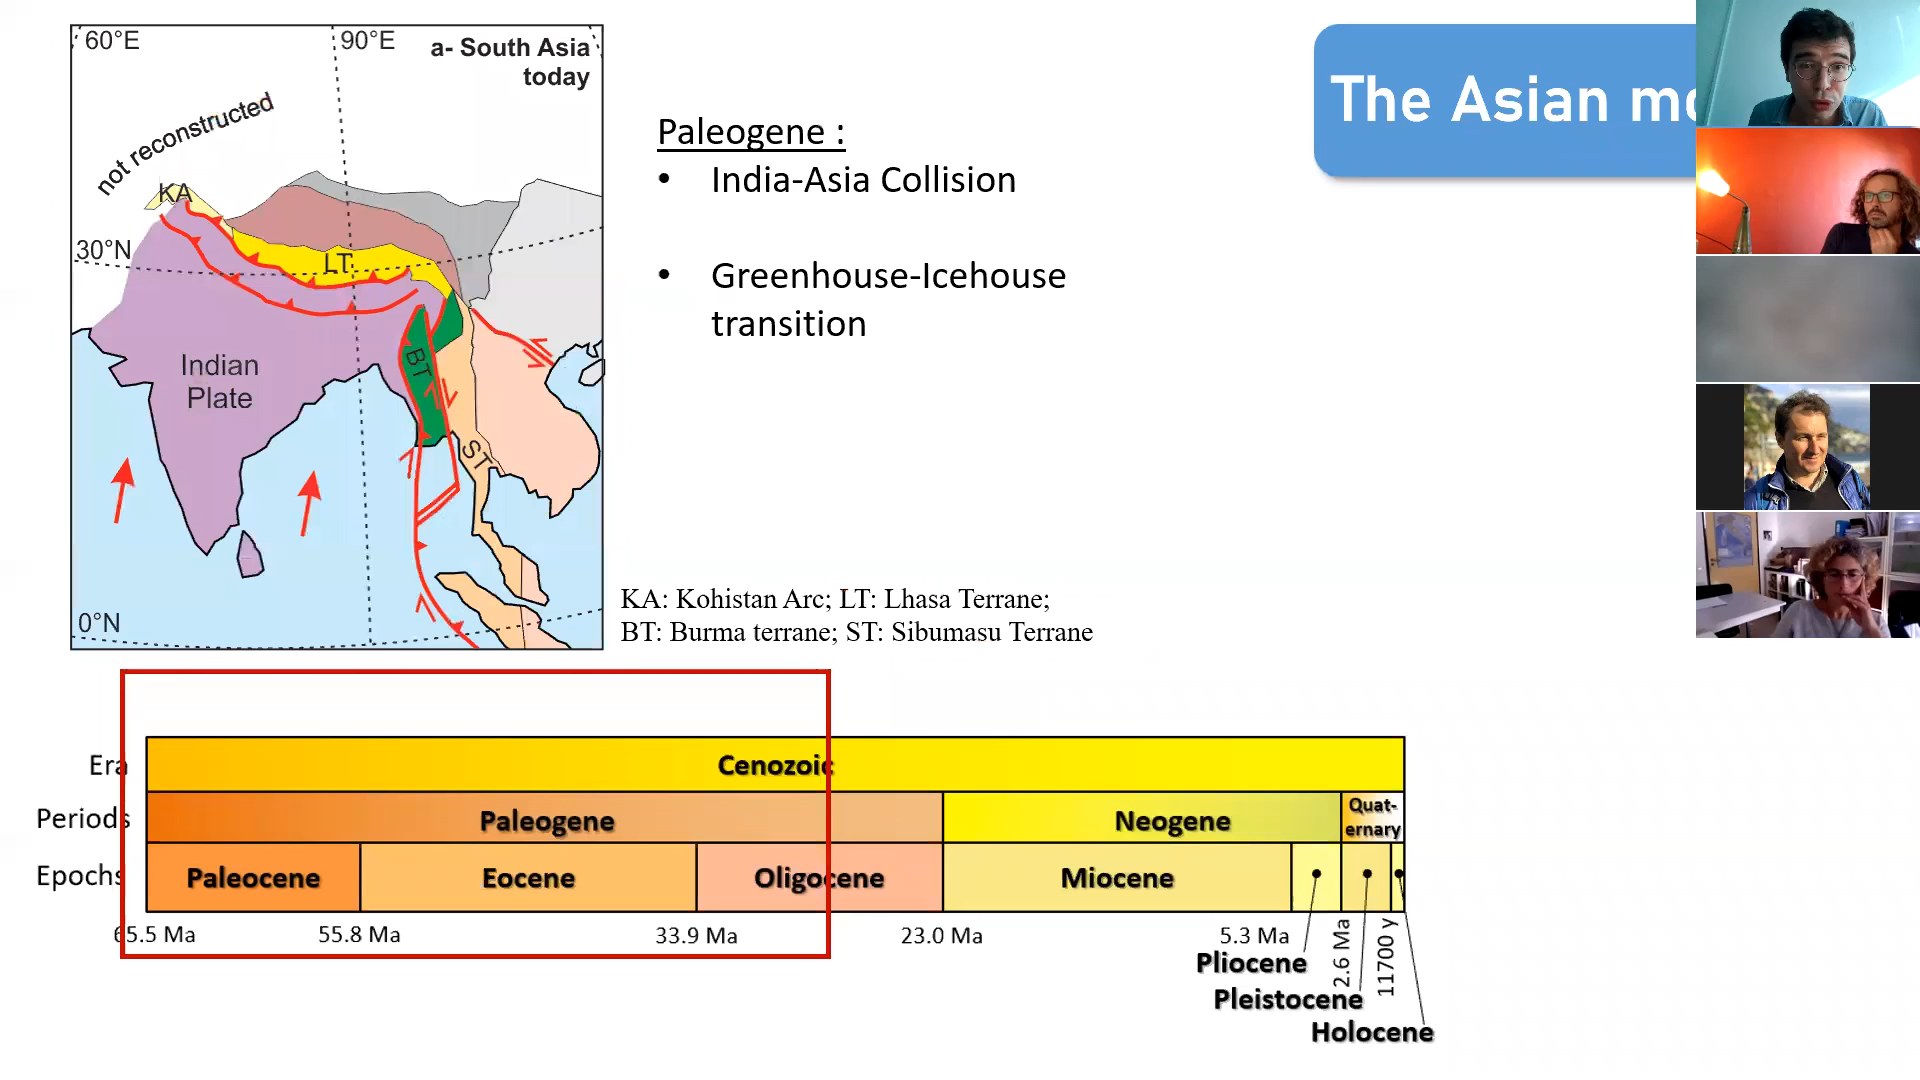 60°E
90°E
a- South Asia
today
not reconstructed
KA
30°N
LT
BT
Indian
Plate
ST
0°N
Paleogene :
• India-Asia Collision
• Greenhouse-Icehouse
transition
The Asian
KA: Kohistan Arc; LT: Lhasa Terrane;
BT: Burma terrane; ST: Sibumasu Terrane
Era
Cenozoic
Periods
Paleogene
Neogene
Quat-
ernary
Epochs
Paleocene
Eocene
Oligocene
Miocene
65.5 Ma
55.8 Ma
33.9 Ma
23.0 Ma
5.3 Ma
2.6 Ma
11700 y
Pliocene
Pleistocene
Holocene